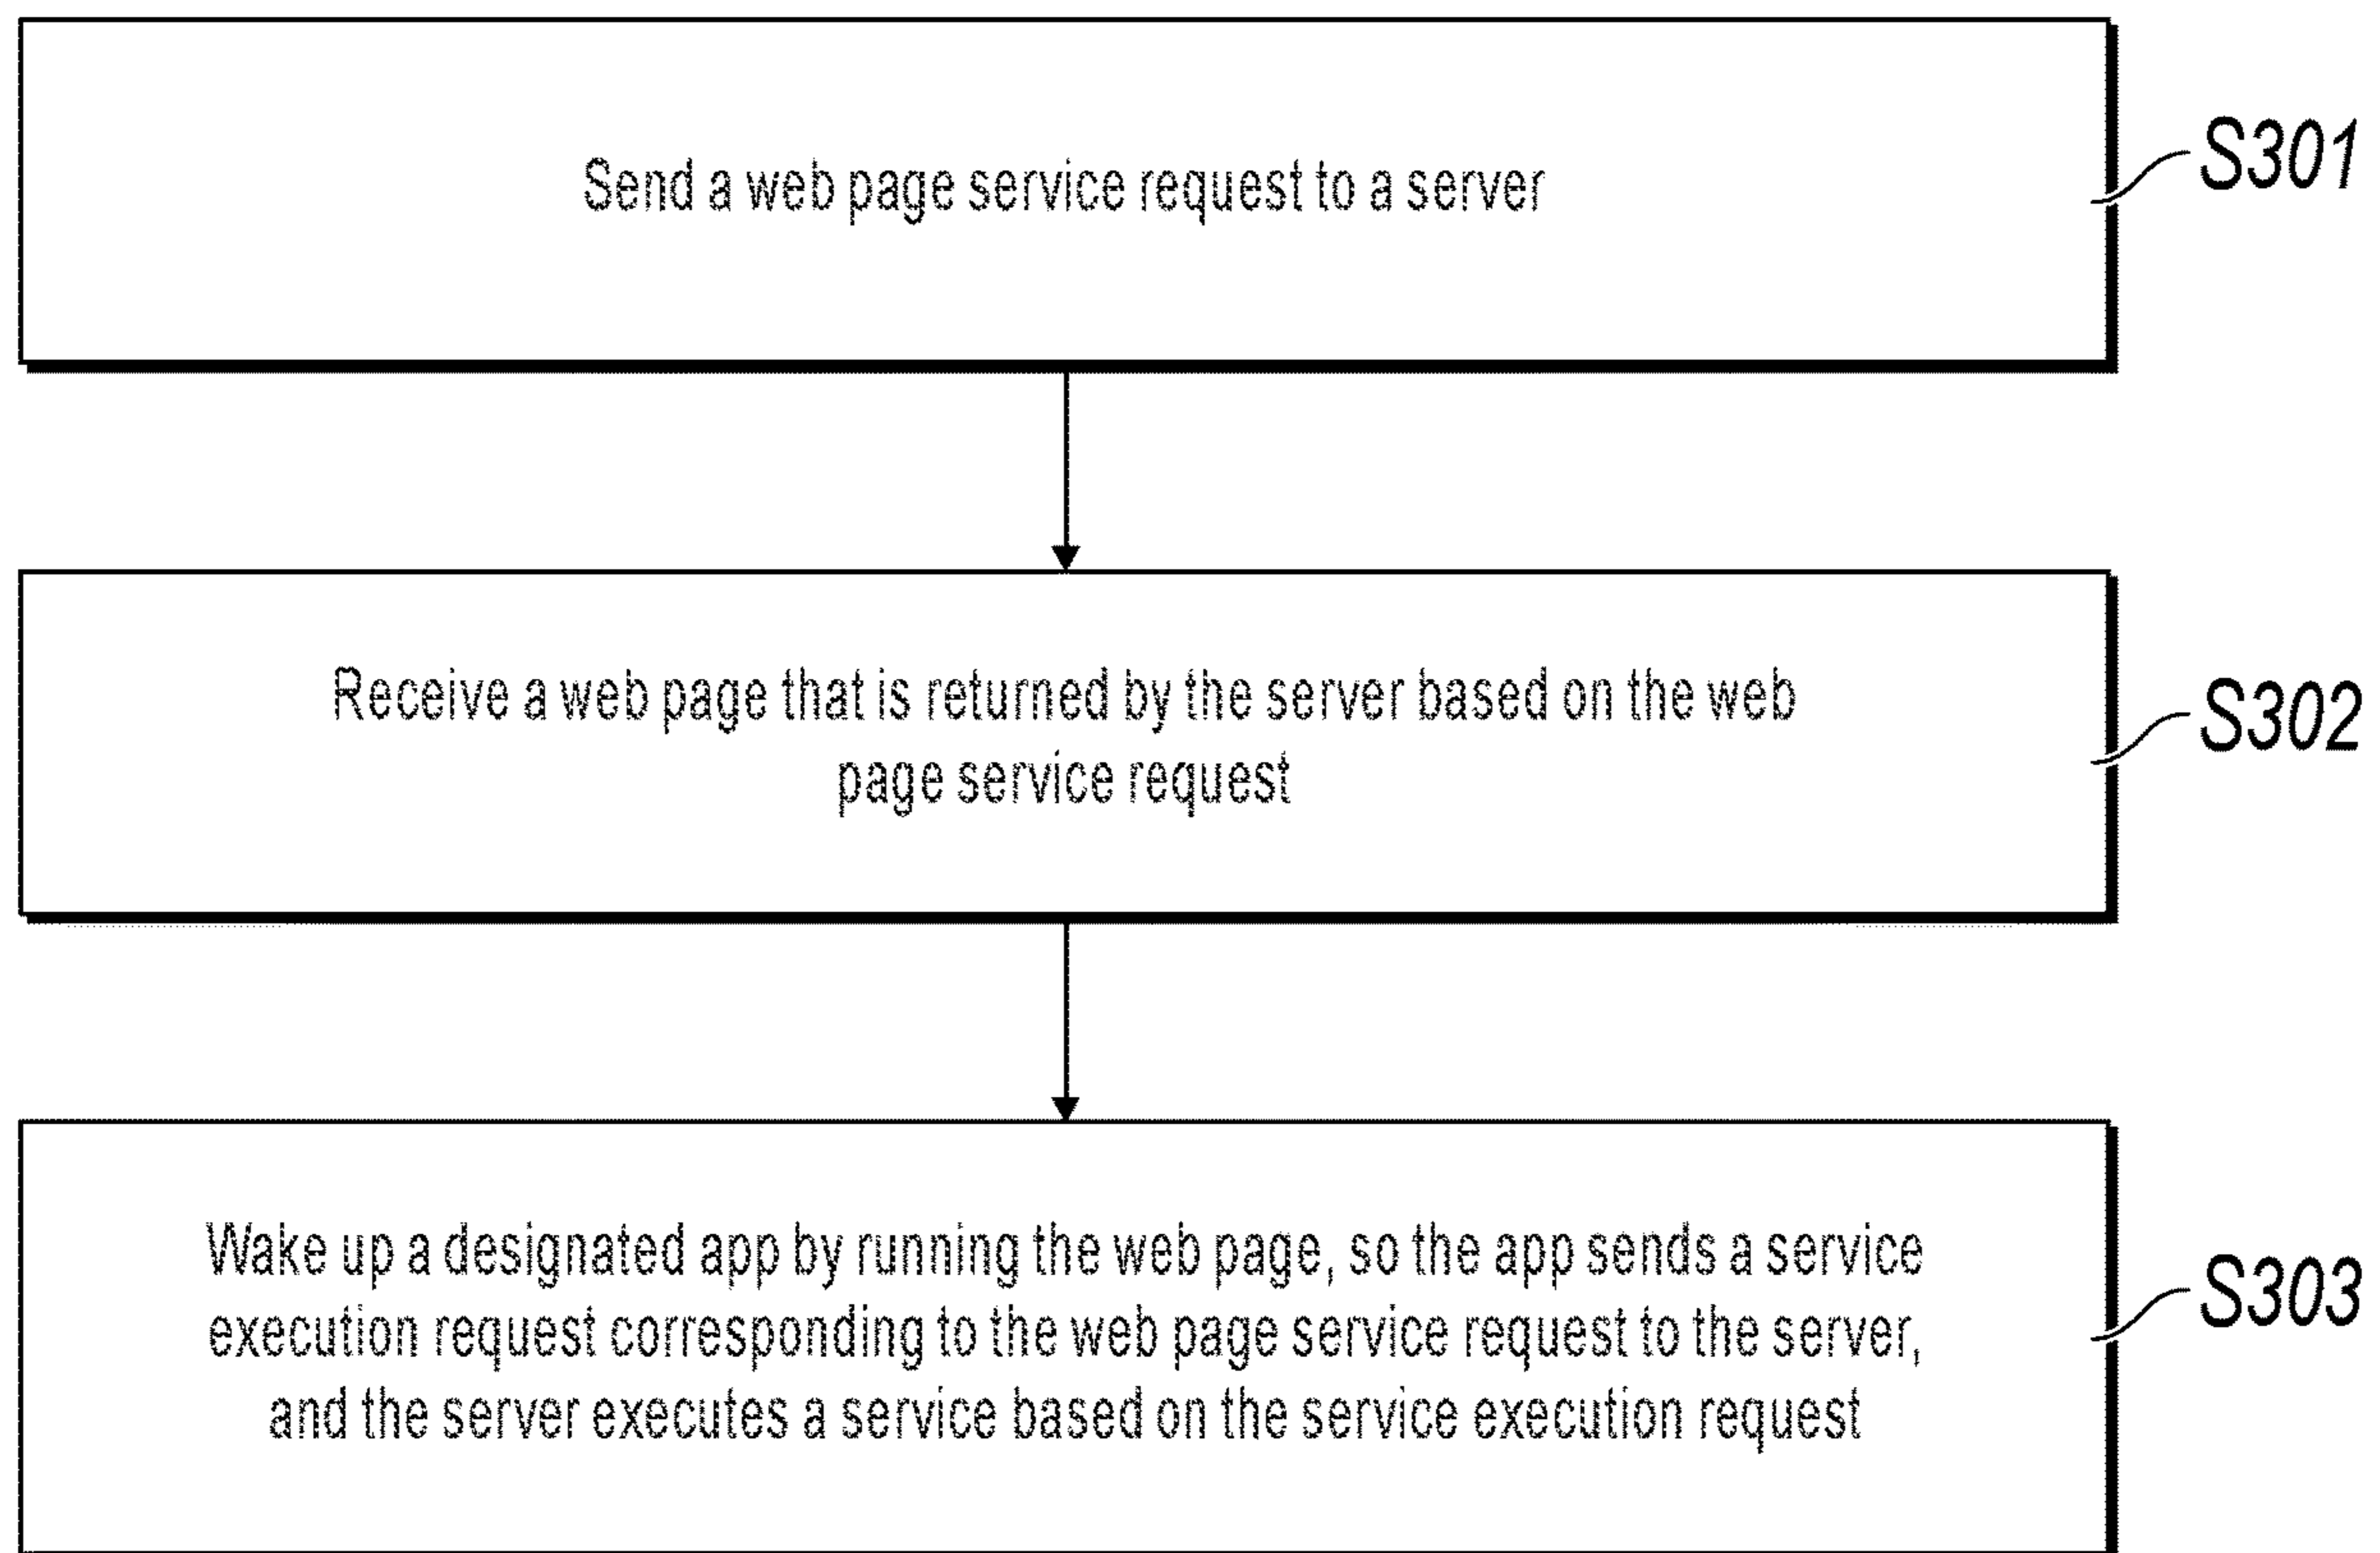 Send a web page service request to a server
S301
Receive a web page that is returned by the server based on the web
page service request
S302
Wake up a designated app by running the web page, so the app sends a service
execution request corresponding to the web page service request to the server,
and the server executes a service based on the service execution request
S303